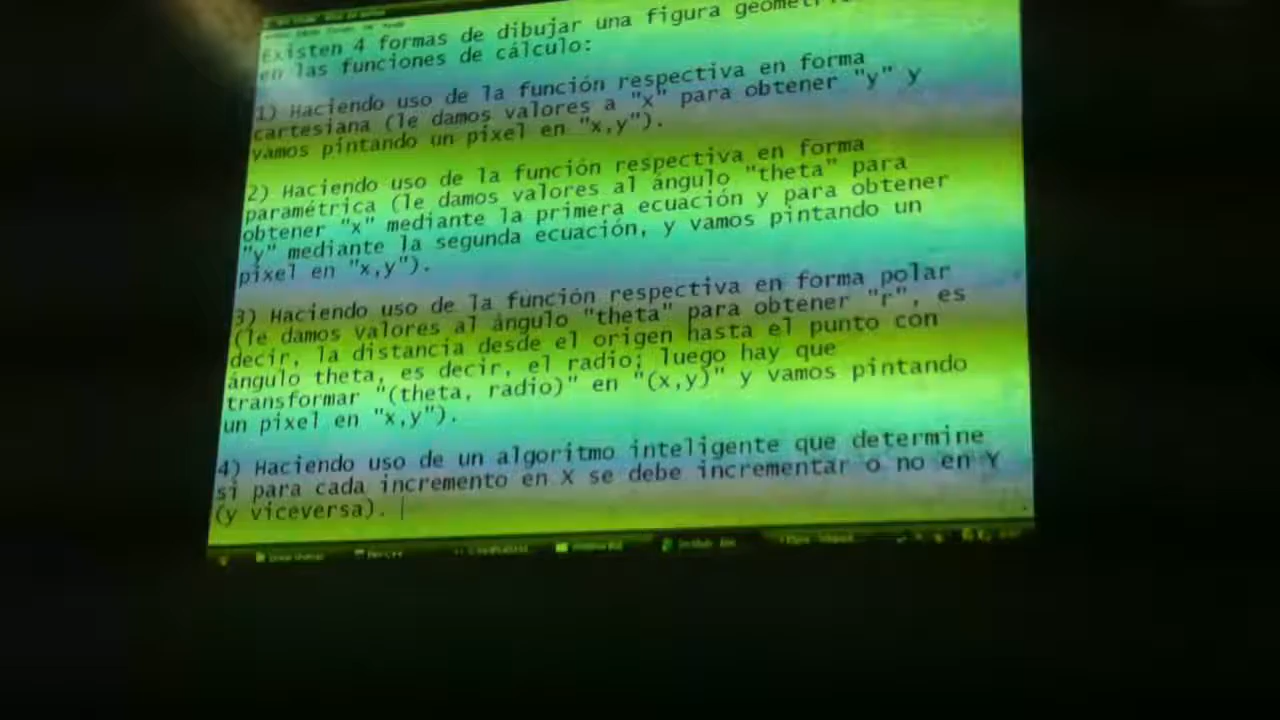 Existen 4 formas de dibujar una figura
en las funciones de cálculo:
1) Haciendo uso de la función respectiva en forma
cartesiana (le damos valores a "x" para obtener "y" y
vamos pintando un pixel en "x,y").
2) Haciendo uso de la función respectiva en forma
paramétrica (le damos valores al ángulo "theta" para
obtener "x" mediante la primera ecuación y para obtener
"y" mediante la segunda ecuación, y vamos pintando un
pixel en "x,y").
3) Haciendo uso de la función respectiva en forma polar
(le damos valores al ángulo "theta" para obtener "r", es
decir, la distancia desde el origen hasta el punto con
ángulo theta, es decir, el radio; luego hay que
transformar "(theta, radio)" en "(x,y)" y vamos pintando
un pixel en "x,y").
4) Haciendo uso de un algoritmo inteligente que determine
si para cada incremento en X se debe incrementar o no en Y
(y viceversa).